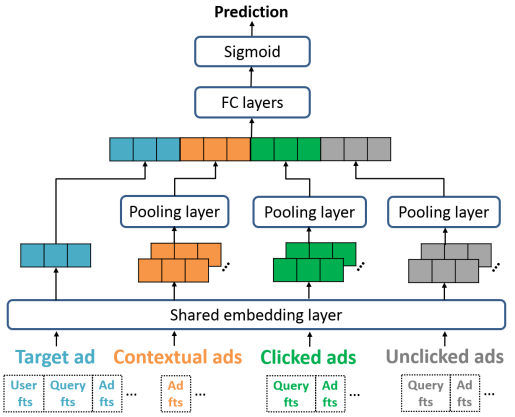 Prediction
Sigmoid
FC layers
Pooling layer Pooling layer Pooling layer
Shared embedding layer
Target ad Contextual ads Clicked ads Unclicked ads
User fts Query fts Ad fts ... Ad fts ... Query fts Ad fts ... Query fts Ad fts ...